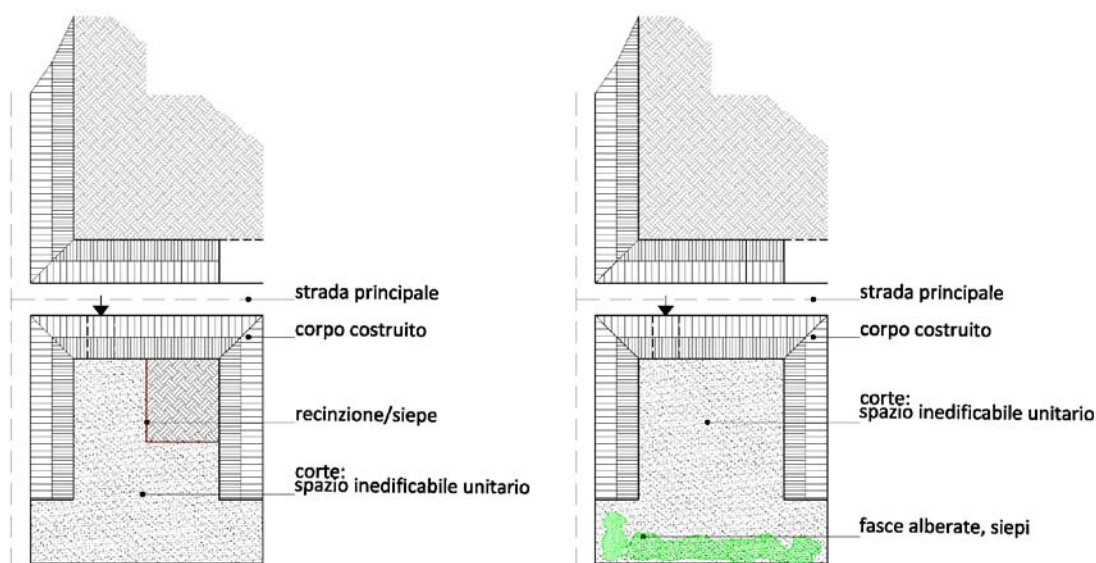 strada principale
corpo costruito
recinzione/siepe
corte:
spazio inedificabile unitario
strada principale
corpo costruito
corte:
spazio inedificabile unitario
fasce alberate, siepi